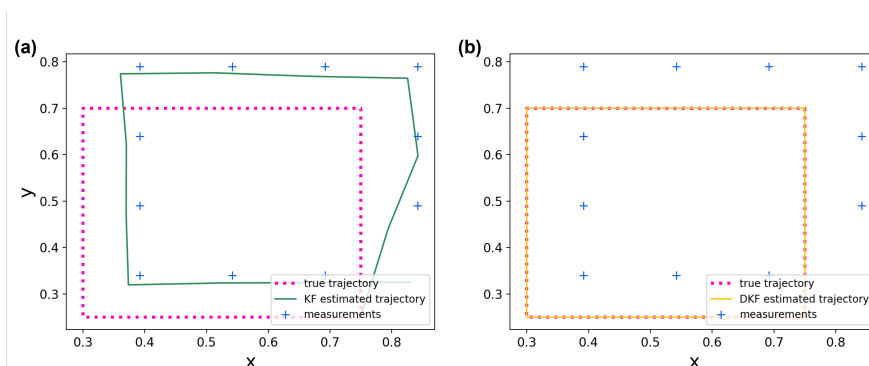 (a)
0.8
0.7
0.6
0.5
0.4
0.3
y
true trajectory
KF estimated trajectory
measurements
0.3 0.4 0.5 0.6 0.7 0.8
x
(b)
0.8
0.7
0.6
0.5
0.4
0.3
true trajectory
DKF estimated trajectory
measurements
0.3 0.4 0.5 0.6 0.7 0.8
x